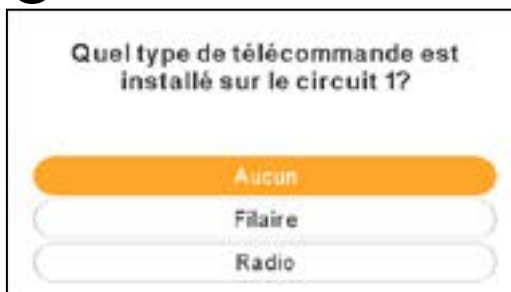 Quel type de télécommande est
installé sur le circuit 1?
Aucun
Filaire
Radio